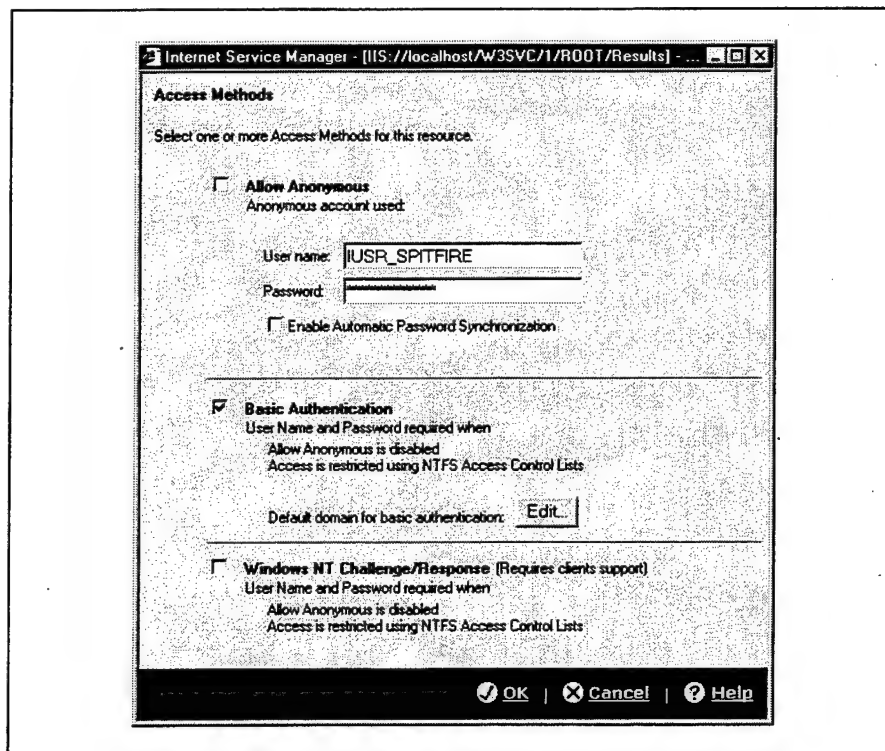 Internet Service Manager - [IIS://localhost/W3SVC/1/ROOT/Results] - ...
Access Methods
Select one or more Access Methods for this resource.
Allow Anonymous
Anonymous account used:
User name: IUSR_SPITFIRE
Password: **************
Enable Automatic Password Synchronization
Basic Authentication
User Name and Password required when
Allow Anonymous is disabled
Access is restricted using NTFS Access Control Lists
Default domain for basic authentication: Edit...
Windows NT Challenge/Response (Requires clients support)
User Name and Password required when
Allow Anonymous is disabled
Access is restricted using NTFS Access Control Lists
OK | Cancel | ? Help